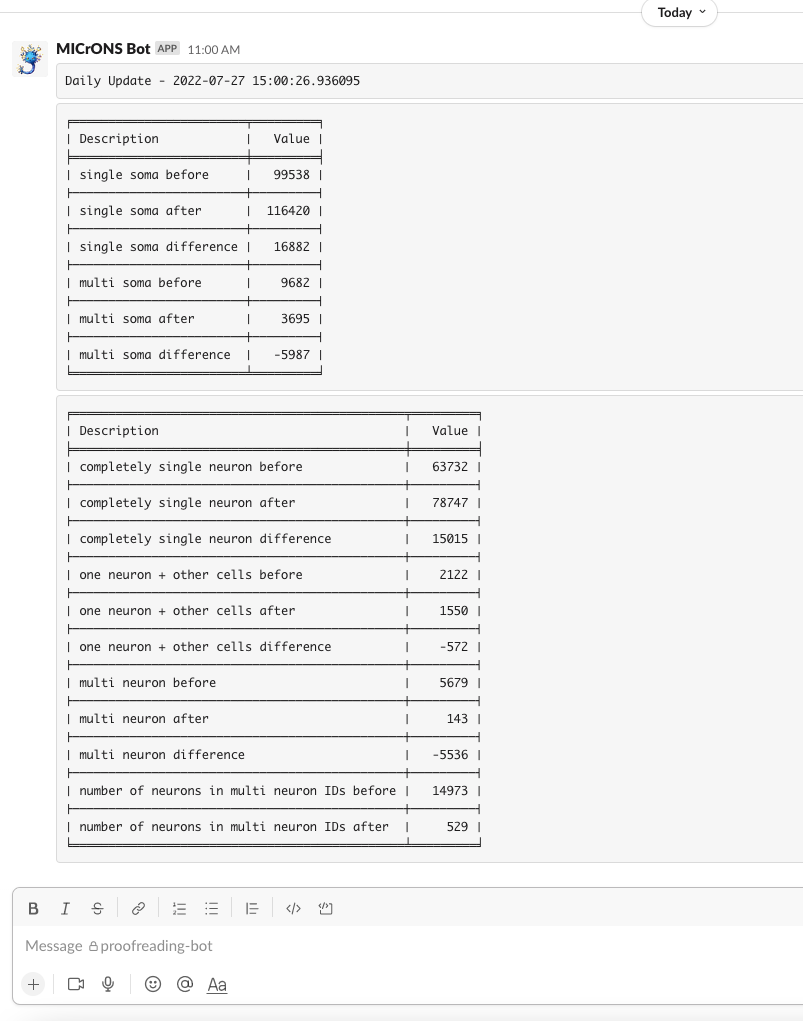 Today
MICrONS Bot APP 11:00 AM
Daily Update - 2022-07-27 15:00:26.936095
| Description | Value |
| single soma before | 99538 |
| single soma after | 116420 |
| single soma difference | 16882 |
| multi soma before | 9682 |
| multi soma after | 3695 |
| multi soma difference | -5987 |
| Description | Value |
| completely single neuron before | 63732 |
| completely single neuron after | 78747 |
| completely single neuron difference | 15015 |
| one neuron + other cells before | 2122 |
| one neuron + other cells after | 1550 |
| one neuron + other cells difference | -572 |
| multi neuron before | 5679 |
| multi neuron after | 143 |
| multi neuron difference | -5536 |
| number of neurons in multi neuron IDs before | 14973 |
| number of neurons in multi neuron IDs after | 529 |
B I S
Message proofreading-bot
+ @ Aa